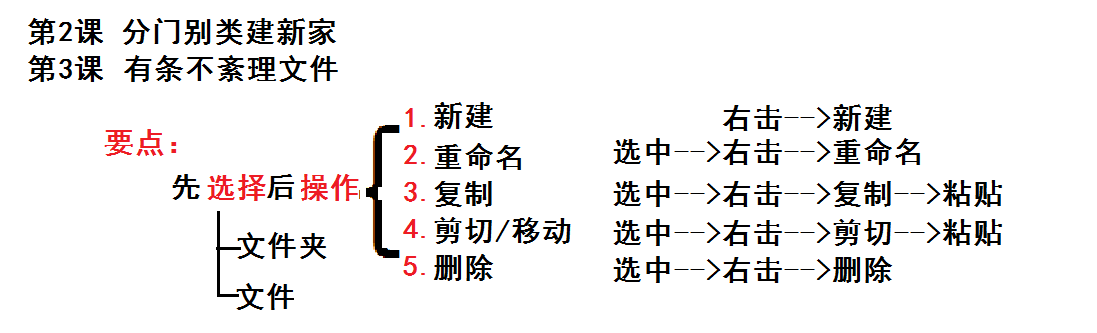 第2课 分门别类建新家
第3课 有条不紊理文件
要点：
先选择后操作
文件夹
文件
1.新建
2.重命名
3.复制
4.剪切/移动
5.删除
右击-->新建
选中-->右击-->重命名
选中-->右击-->复制-->粘贴
选中-->右击-->剪切-->粘贴
选中-->右击-->删除